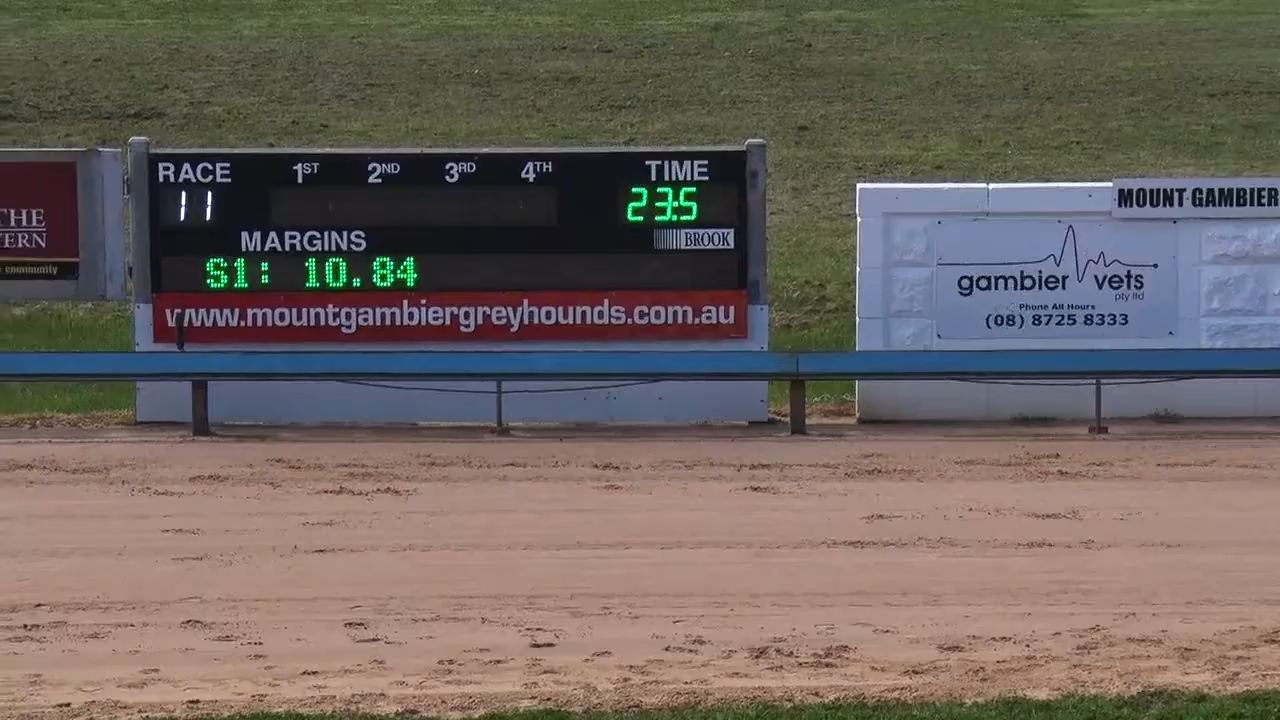 THE
TERN
community
RACE 1ST 2ND 3RD 4TH TIME
11 23.5
MARGINS BROOK
S1: 10.84
www.mountgambiergreyhounds.com.au
MOUNT GAMBIER
gambier vets
pty ltd
Phone All Hours
(08) 8725 8333